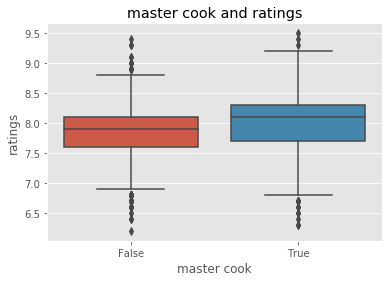 master cook and ratings
9.5
9.0
8.5
8.0
7.5
7.0
6.5
ratings
False
True
master cook